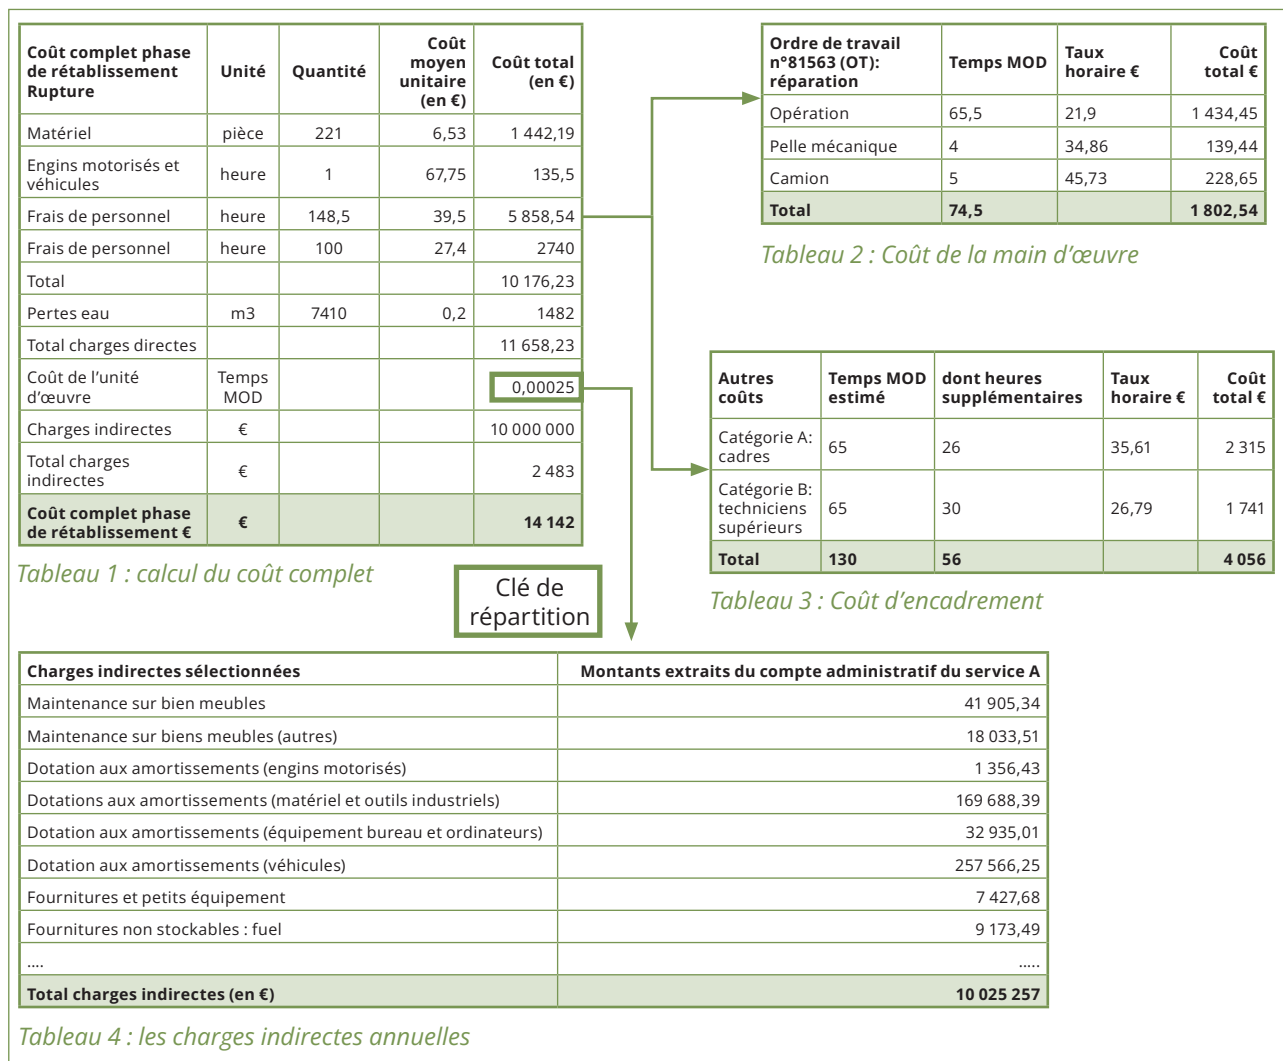 Coût complet phase de rétablissement Rupture | Unité | Quantité | Coût moyen unitaire (en €) | Coût total (en €)
Matériel | pièce | 221 | 6,53 | 1 442,19
Engins motorisés et véhicules | heure | 1 | 67,75 | 135,5
Frais de personnel | heure | 148,5 | 39,5 | 5 858,54
Frais de personnel | heure | 100 | 27,4 | 2740
Total | | | | 10 176,23
Pertes eau | m3 | 7410 | 0,2 | 1482
Total charges directes | | | | 11 658,23
Coût de l’unité d’œuvre | Temps MOD | | | 0,00025
Charges indirectes | € | | | 10 000 000
Total charges indirectes | € | | | 2 483
Coût complet phase de rétablissement € | € | | | 14 142
Tableau 1 : calcul du coût complet
Ordre de travail n°81563 (OT): réparation | Temps MOD | Taux horaire € | Coût total €
Opération | 65,5 | 21,9 | 1 434,45
Pelle mécanique | 4 | 34,86 | 139,44
Camion | 5 | 45,73 | 228,65
Total | 74,5 | | 1 802,54
Tableau 2 : Coût de la main d’œuvre
Autres coûts | Temps MOD estimé | dont heures supplémentaires | Taux horaire € | Coût total €
Catégorie A: cadres | 65 | 26 | 35,61 | 2 315
Catégorie B: techniciens supérieurs | 65 | 30 | 26,79 | 1 741
Total | 130 | 56 | | 4 056
Tableau 3 : Coût d’encadrement
Clé de
répartition
Charges indirectes sélectionnées | Montants extraits du compte administratif du service A
Maintenance sur bien meubles | 41 905,34
Maintenance sur biens meubles (autres) | 18 033,51
Dotation aux amortissements (engins motorisés) | 1 356,43
Dotations aux amortissements (matériel et outils industriels) | 169 688,39
Dotation aux amortissements (équipement bureau et ordinateurs) | 32 935,01
Dotation aux amortissements (véhicules) | 257 566,25
Fournitures et petits équipement | 7 427,68
Fournitures non stockables : fuel | 9 173,49
.... | .....
Total charges indirectes (en €) | 10 025 257
Tableau 4 : les charges indirectes annuelles